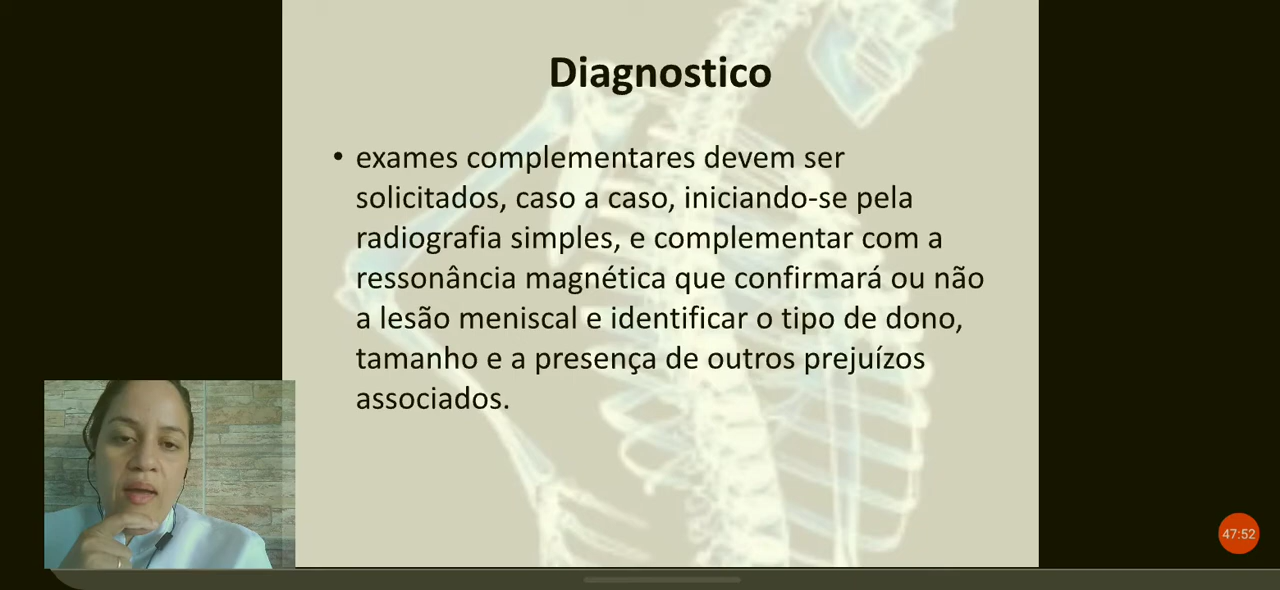 Diagnostico
• exames complementares devem ser
solicitados, caso a caso, iniciando-se pela
radiografia simples, e complementar com a
ressonância magnética que confirmará ou não
a lesão meniscal e identificar o tipo de dono,
tamanho e a presença de outros prejuízos
associados.
47:52